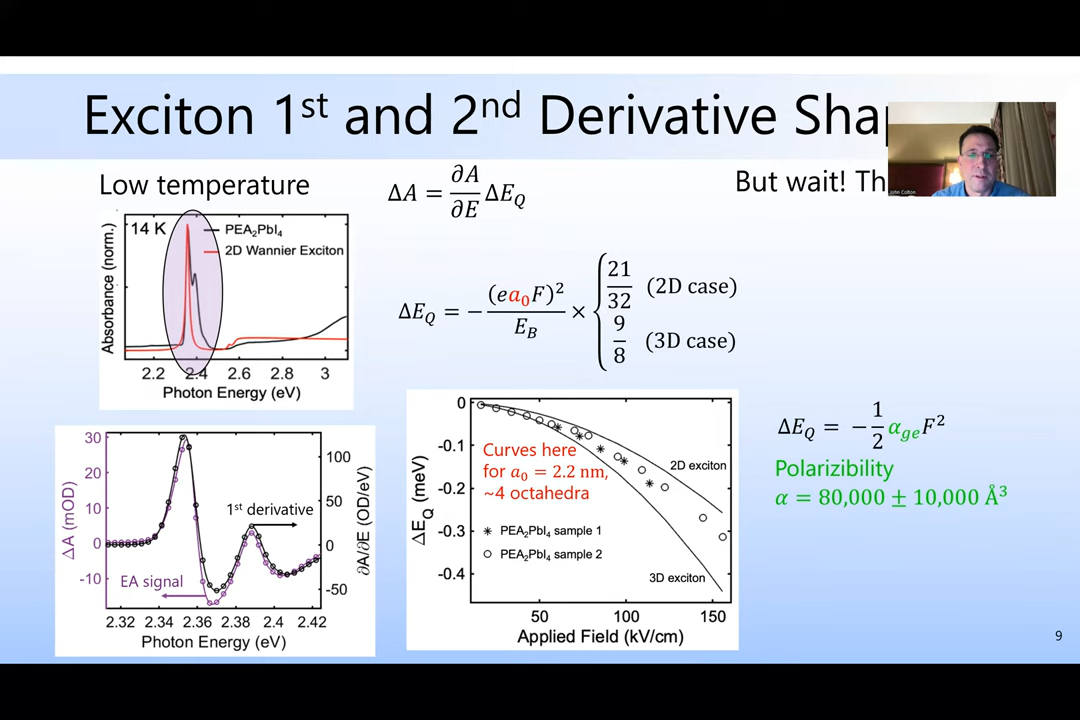 Exciton 1st and 2nd Derivative
Low temperature
ΔA = ∂A/∂E ΔE_Q
But wait!
John Colton
14 K
PEA₂PbI₄
2D Wannier Exciton
Absorbance (norm.)
2.2 2.4 2.6 2.8 3
Photon Energy (eV)
ΔE_Q = − (ea₀F)²/E_B × { 21/32 (2D case)
9/8 (3D case)
30
20
10
0
-10
ΔA (mOD)
EA signal
1st derivative
100
50
0
-50
∂A/∂E (OD/eV)
2.32 2.34 2.36 2.38 2.4 2.42
Photon Energy (eV)
0
-0.1
-0.2
-0.3
-0.4
ΔE_Q (meV)
Curves here
for a₀ = 2.2 nm,
~4 octahedra
2D exciton
PEA₂PbI₄ sample 1
PEA₂PbI₄ sample 2
3D exciton
50 100 150
Applied Field (kV/cm)
ΔE_Q = −1/2 α_ge F²
Polarizibility
α = 80,000 ± 10,000 Å³
9